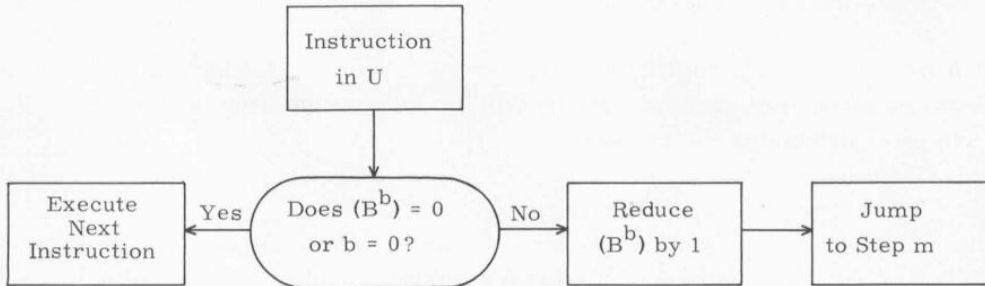 Instruction
in U
Execute
Next
Instruction
Yes
Does (B^b) = 0
or b = 0?
No
Reduce
(B^b) by 1
Jump
to Step m